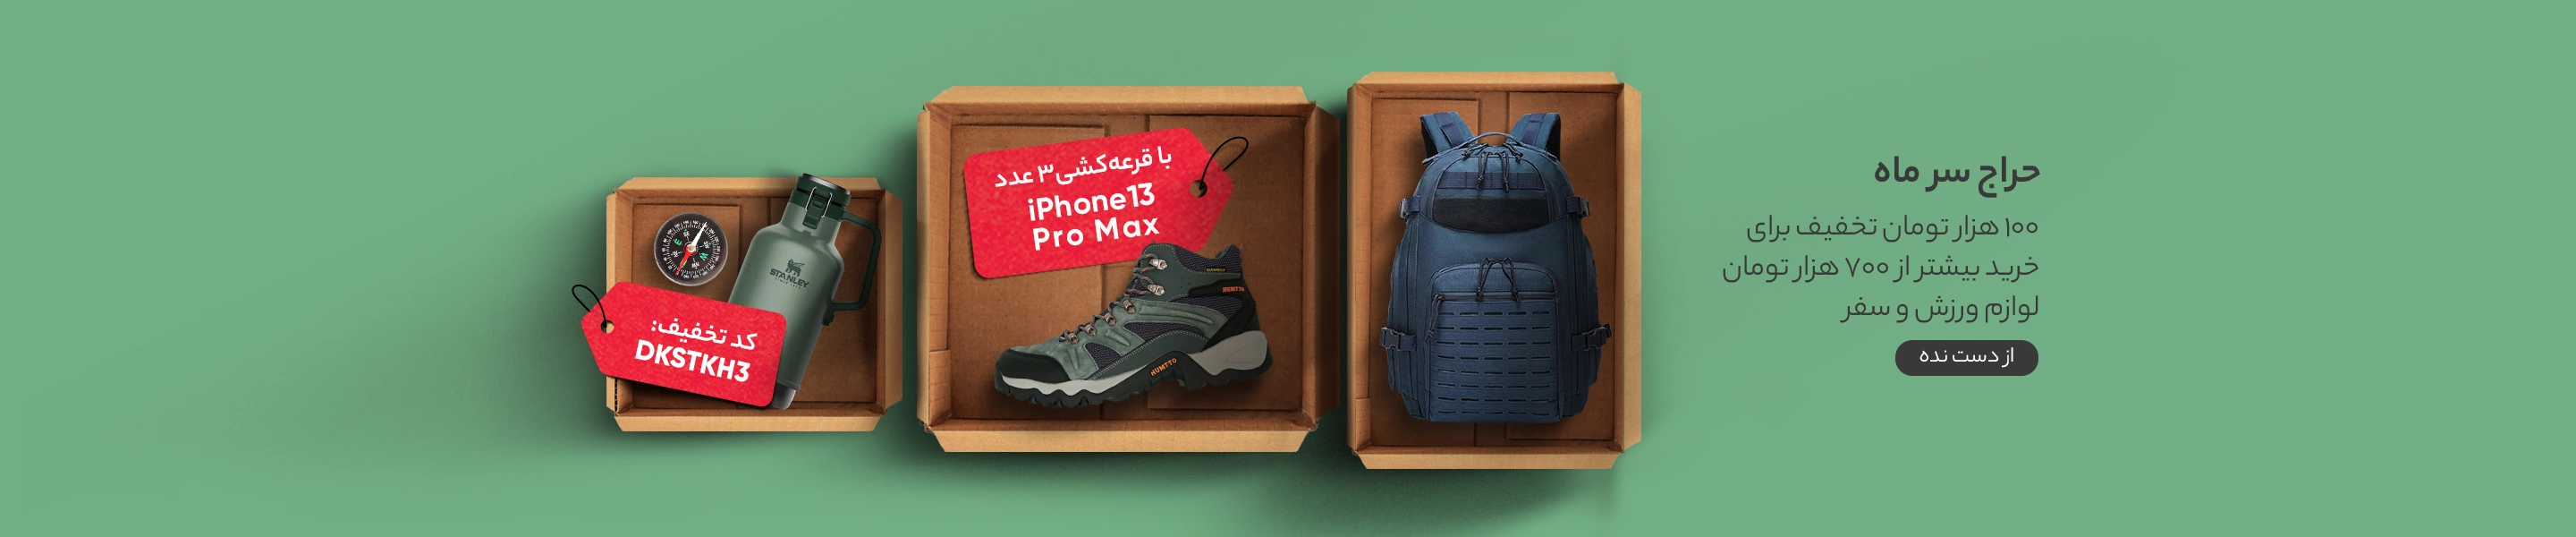 حراج سر ماه
۱۰۰ هزار تومان تخفیف برای
خرید بیشتر از ۷۰۰ هزار تومان
لوازم ورزش و سفر
از دست نده
با قرعه‌کشی ۳ عدد
iPhone13
Pro Max
HUMTTO
HUMTTO
STANLEY
کد تخفیف:
DKSTKH3